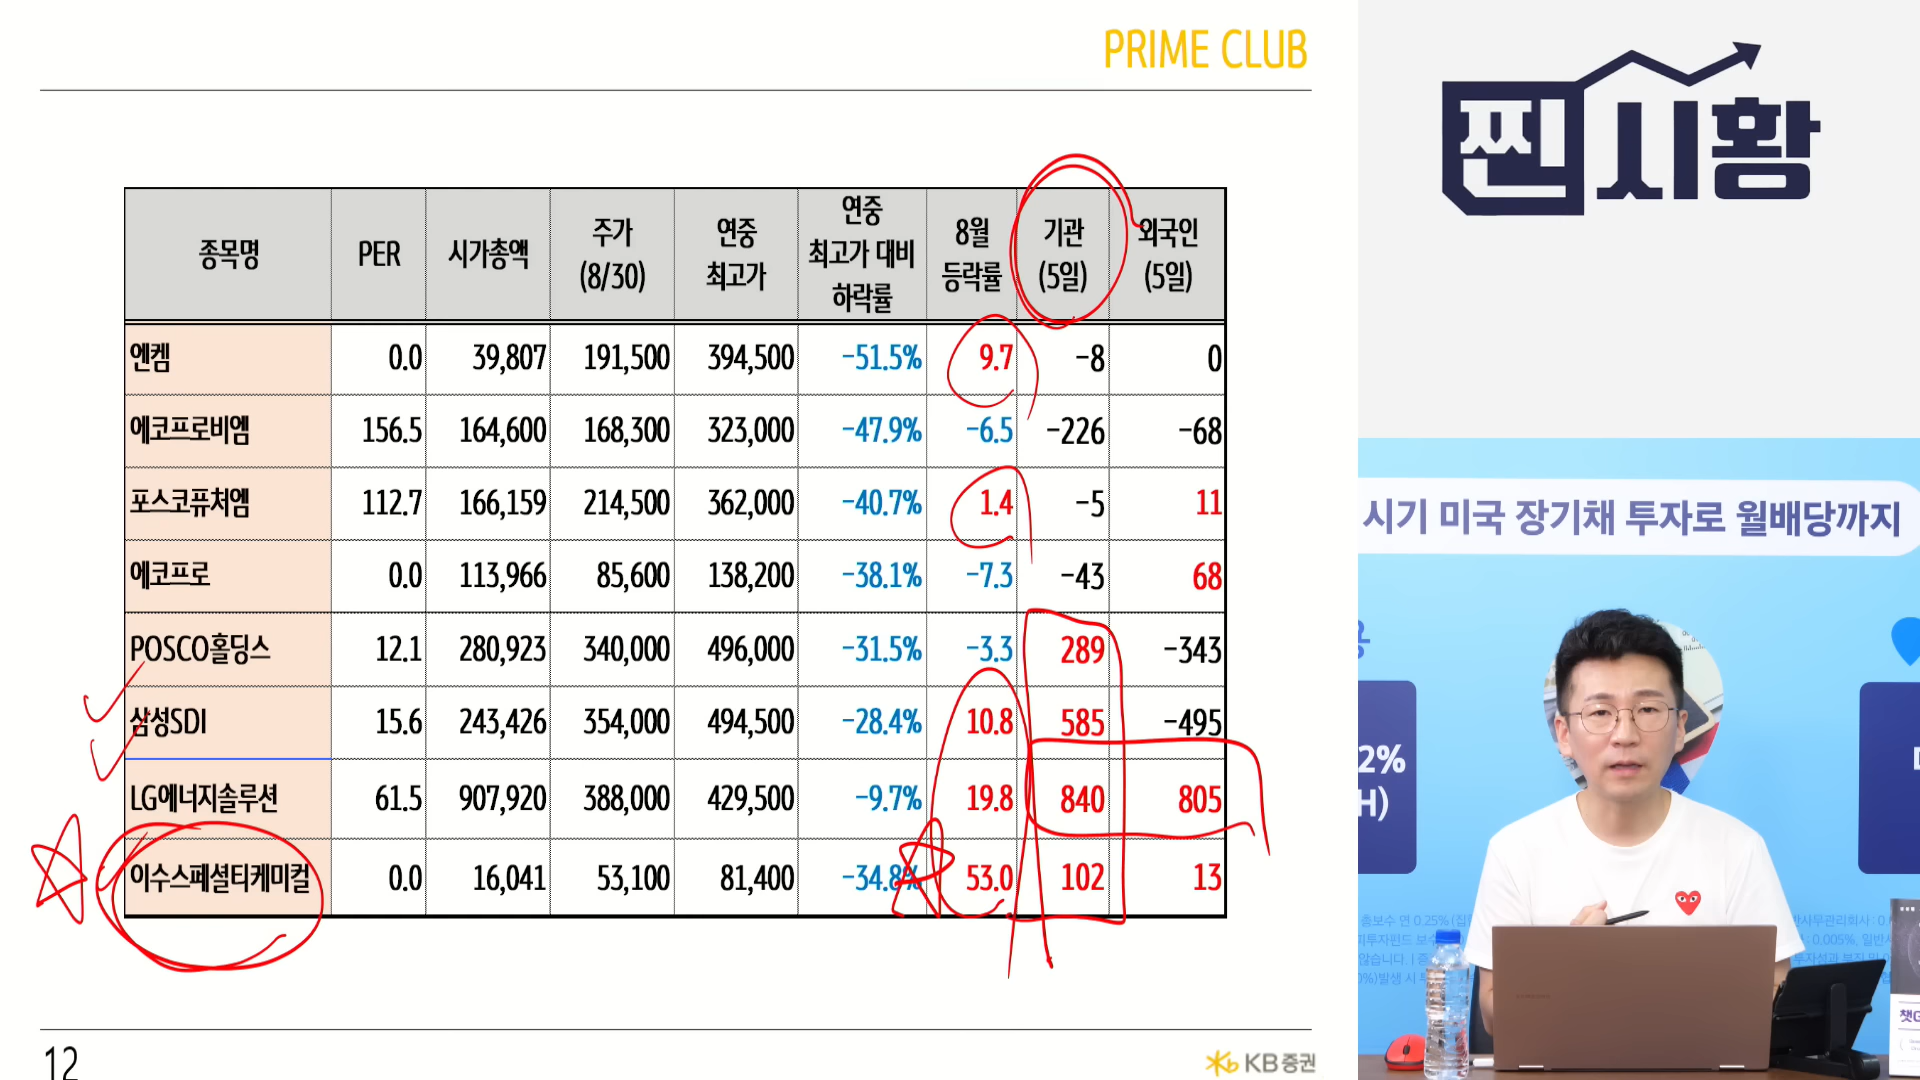 PRIME CLUB
종목명 PER 시가총액 주가 (8/30) 연중 최고가 연중 최고가 대비 하락률 8월 등락률 기관 (5일) 외국인 (5일)
엔켐 0.0 39,807 191,500 394,500 -51.5% 9.7 -8 0
에코프로비엠 156.5 164,600 168,300 323,000 -47.9% -6.5 -226 -68
포스코퓨처엠 112.7 166,159 214,500 362,000 -40.7% 1.4 -5 11
에코프로 0.0 113,966 85,600 138,200 -38.1% -7.3 -43 68
POSCO홀딩스 12.1 280,923 340,000 496,000 -31.5% -3.3 289 -343
삼성SDI 15.6 243,426 354,000 494,500 -28.4% 10.8 585 -495
LG에너지솔루션 61.5 907,920 388,000 429,500 -9.7% 19.8 840 805
이수스페셜티케미컬 0.0 16,041 53,100 81,400 -34.8% 53.0 102 13
12
KB증권
찐시황
시기 미국 장기채 투자로 월배당까지
2%
H)